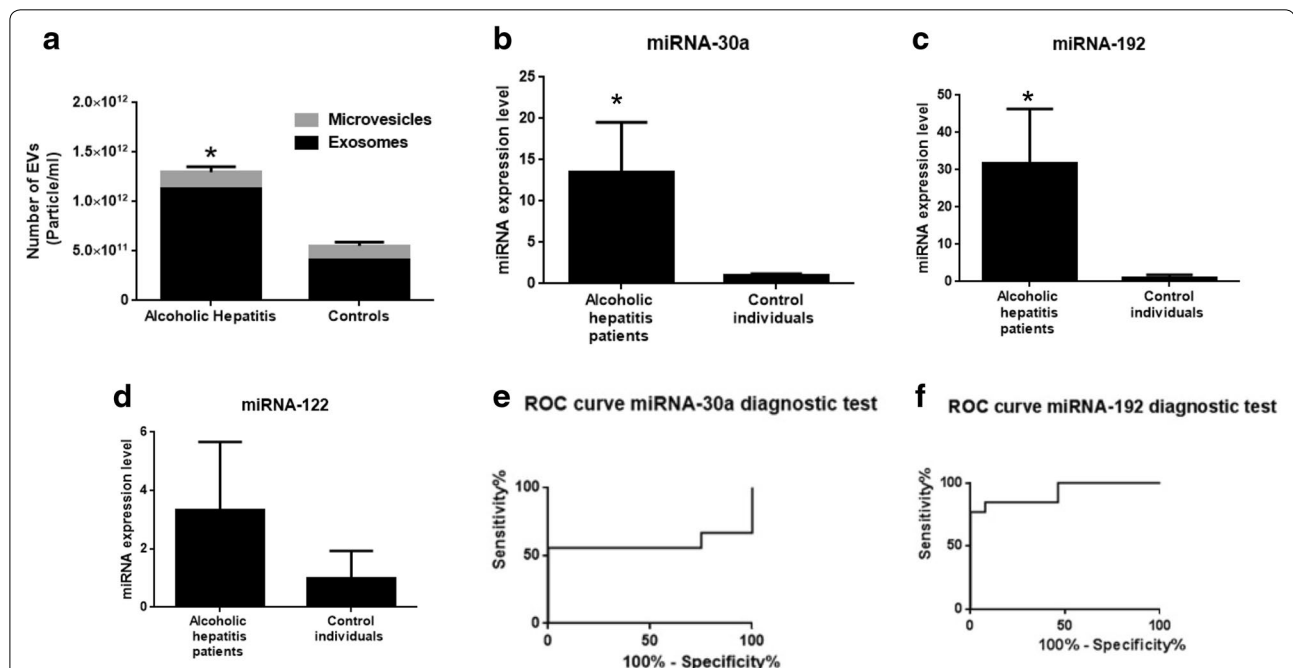 a
2.0×10¹²
1.5×10¹²
1.0×10¹²
5.0×10¹¹
0
Number of EVs
(Particle/ml)
*
Microvesicles
Exosomes
Alcoholic Hepatitis
Controls
b
miRNA-30a
miRNA expression level
25
20
15
10
5
0
*
Alcoholic
hepatitis
patients
Control
individuals
c
miRNA-192
miRNA expression level
50
40
30
20
10
0
*
Alcoholic
hepatitis
patients
Control
individuals
d
miRNA-122
miRNA expression level
6
4
2
0
Alcoholic
hepatitis
patients
Control
individuals
e
ROC curve miRNA-30a diagnostic test
Sensitivity%
100
50
0
0
50
100
100% - Specificity%
f
ROC curve miRNA-192 diagnostic test
Sensitivity%
100
50
0
0
50
100
100% - Specificity%